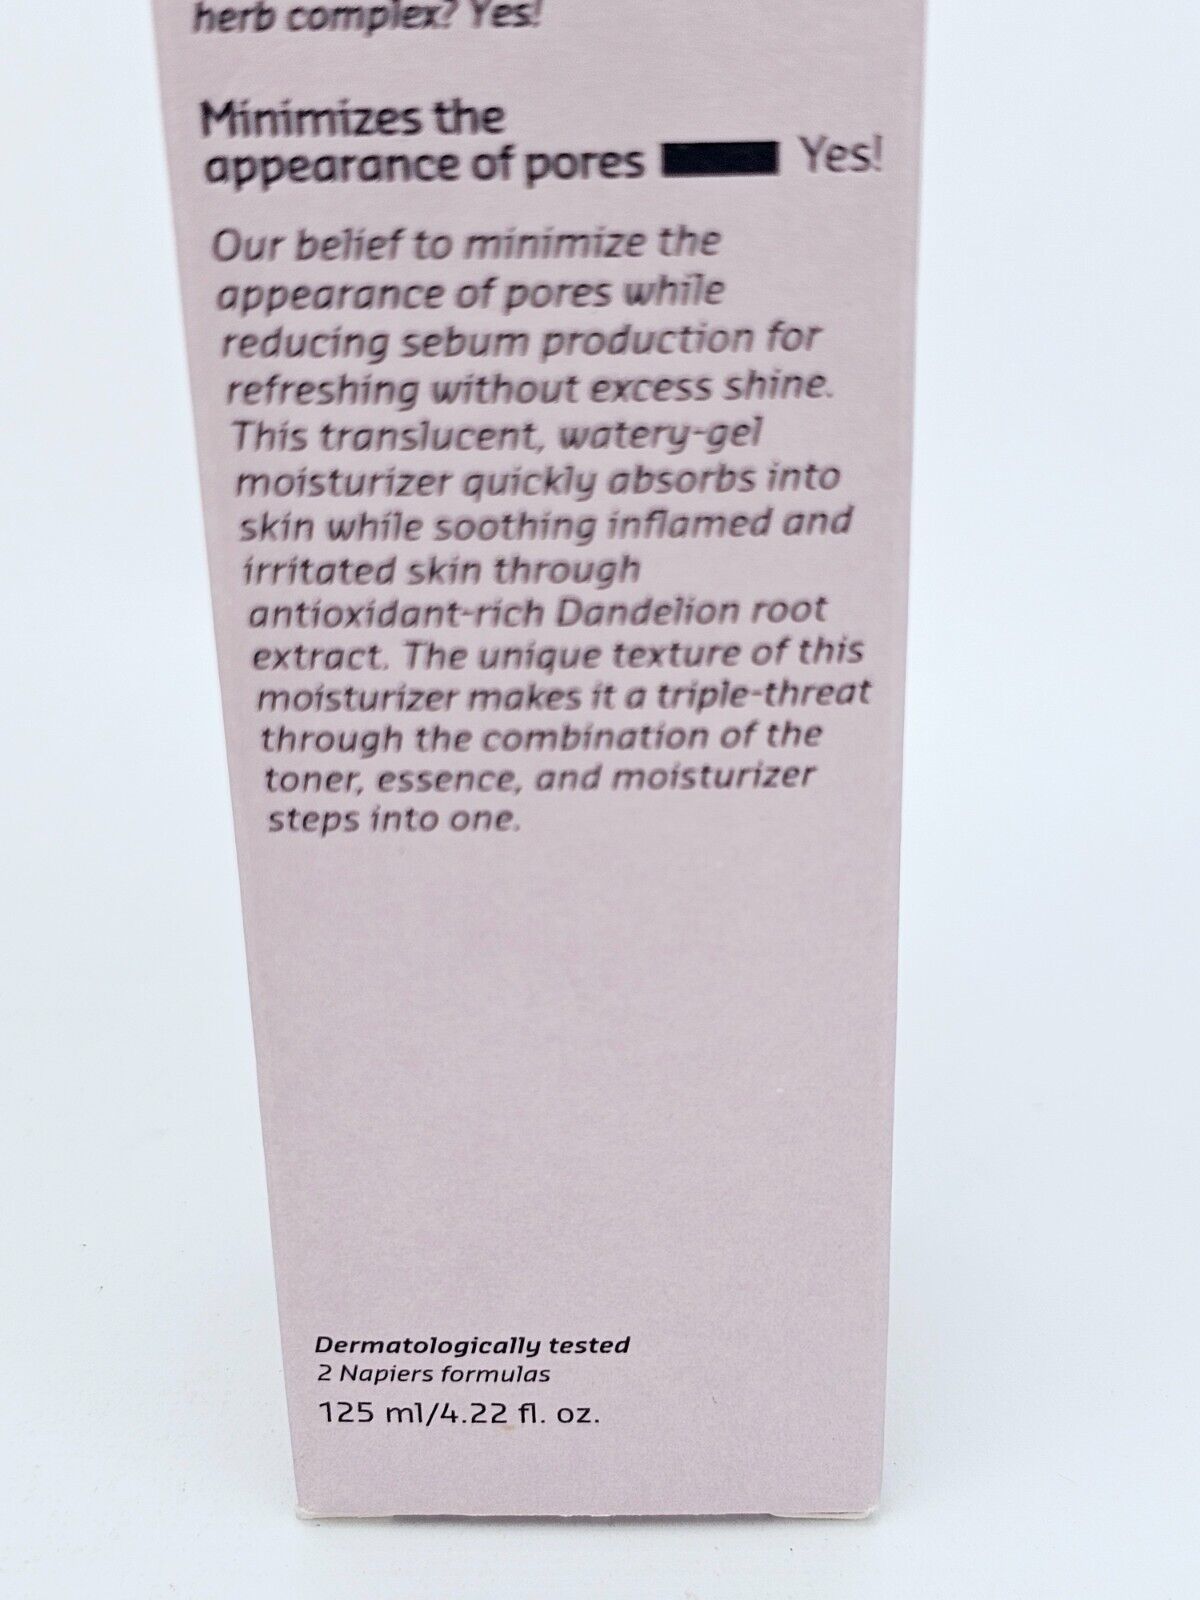 herb complex? Yes!
Minimizes the
appearance of pores Yes!
Our belief to minimize the
appearance of pores while
reducing sebum production for
refreshing without excess shine.
This translucent, watery-gel
moisturizer quickly absorbs into
skin while soothing inflamed and
irritated skin through
antioxidant-rich Dandelion root
extract. The unique texture of this
moisturizer makes it a triple-threat
through the combination of the
toner, essence, and moisturizer
steps into one.
Dermatologically tested
2 Napiers formulas
125 ml/4.22 fl. oz.